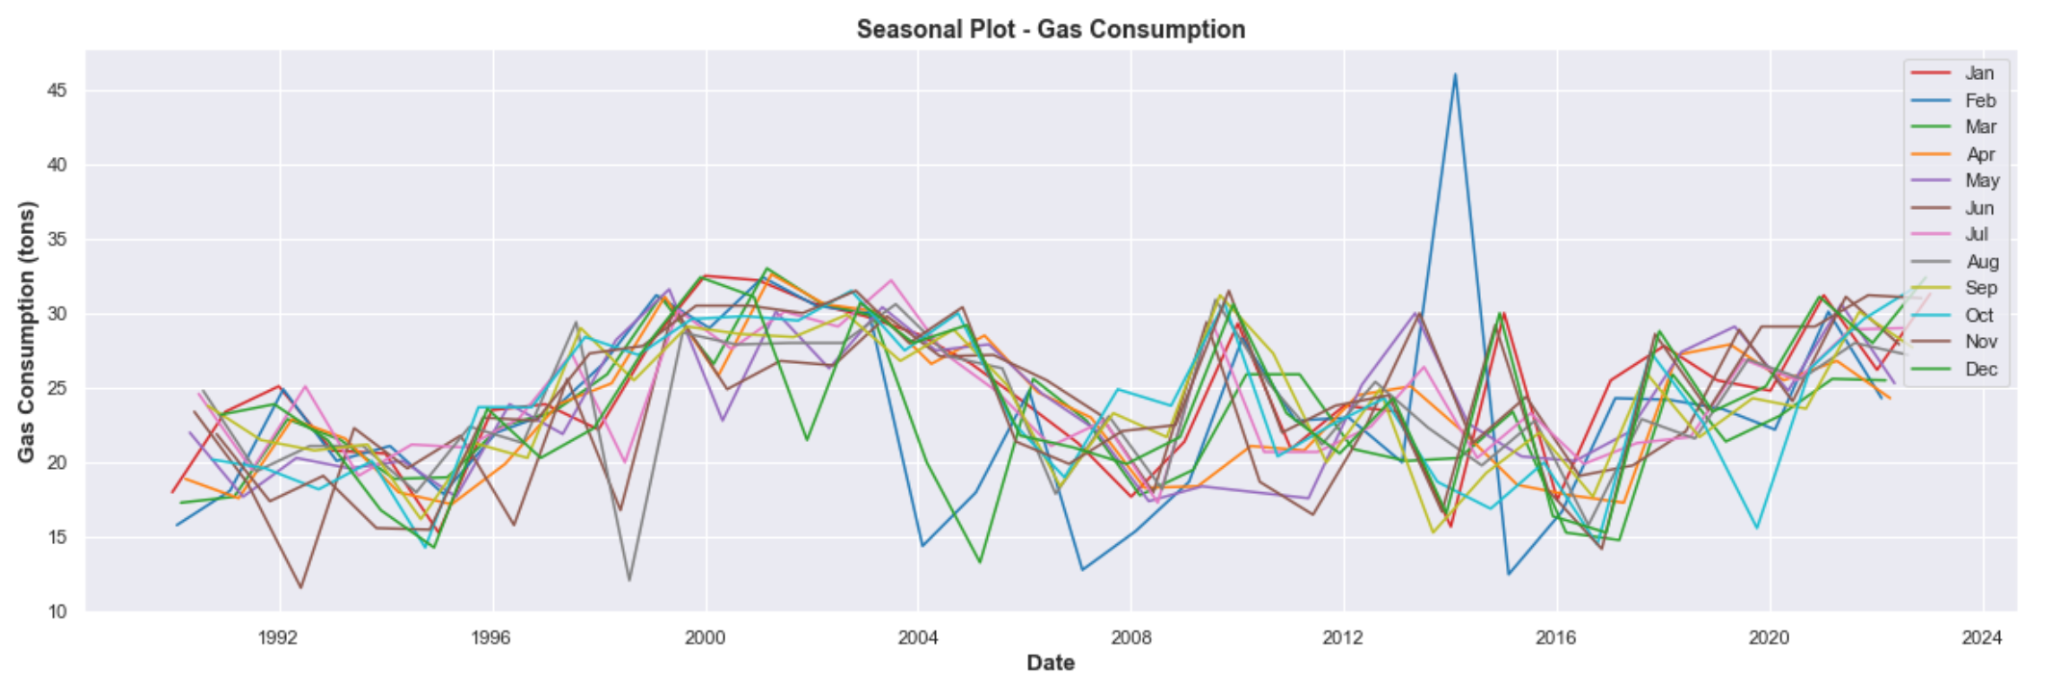 Seasonal Plot - Gas Consumption
Gas Consumption (tons)
45
40
35
30
25
20
15
10
Jan
Feb
Mar
Apr
May
Jun
Jul
Aug
Sep
Oct
Nov
Dec
1992 1996 2000 2004 2008 2012 2016 2020 2024
Date